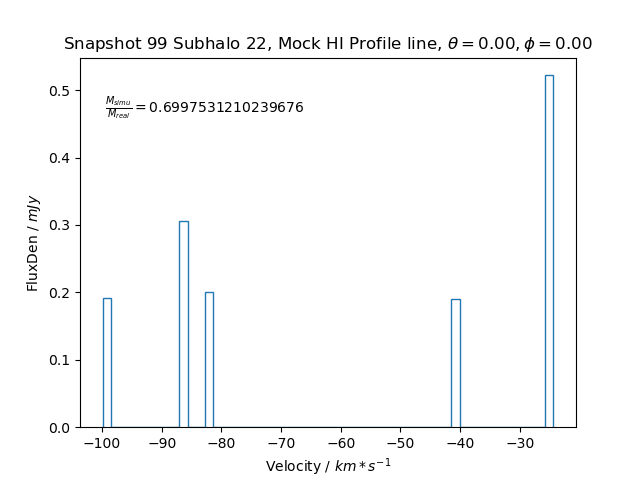 Snapshot 99 Subhalo 22, Mock HI Profile line, θ = 0.00, ϕ = 0.00
M_simu/M_real = 0.6997531210239676
FluxDen / mJy
0.5
0.4
0.3
0.2
0.1
0.0
−100 −90 −80 −70 −60 −50 −40 −30
Velocity / km * s⁻¹